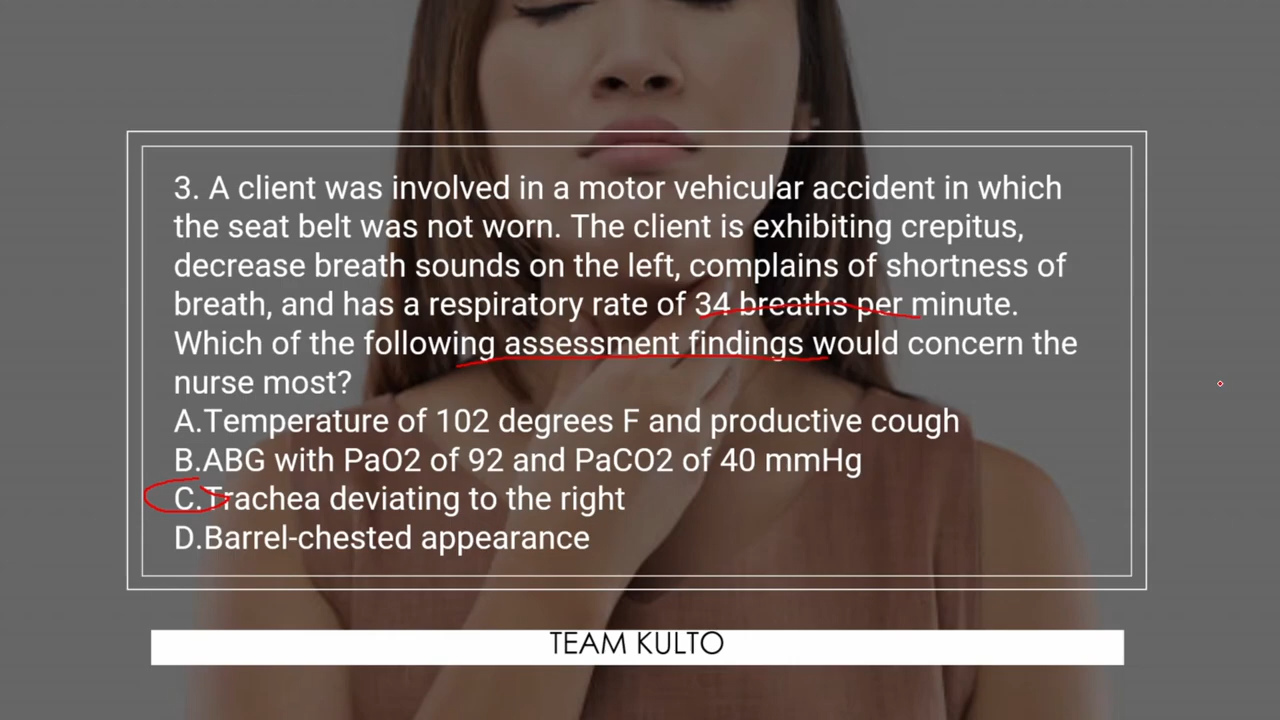 3. A client was involved in a motor vehicular accident in which
the seat belt was not worn. The client is exhibiting crepitus,
decrease breath sounds on the left, complains of shortness of
breath, and has a respiratory rate of 34 breaths per minute.
Which of the following assessment findings would concern the
nurse most?
A.Temperature of 102 degrees F and productive cough
B.ABG with PaO2 of 92 and PaCO2 of 40 mmHg
C.Trachea deviating to the right
D.Barrel-chested appearance
TEAM KULTO